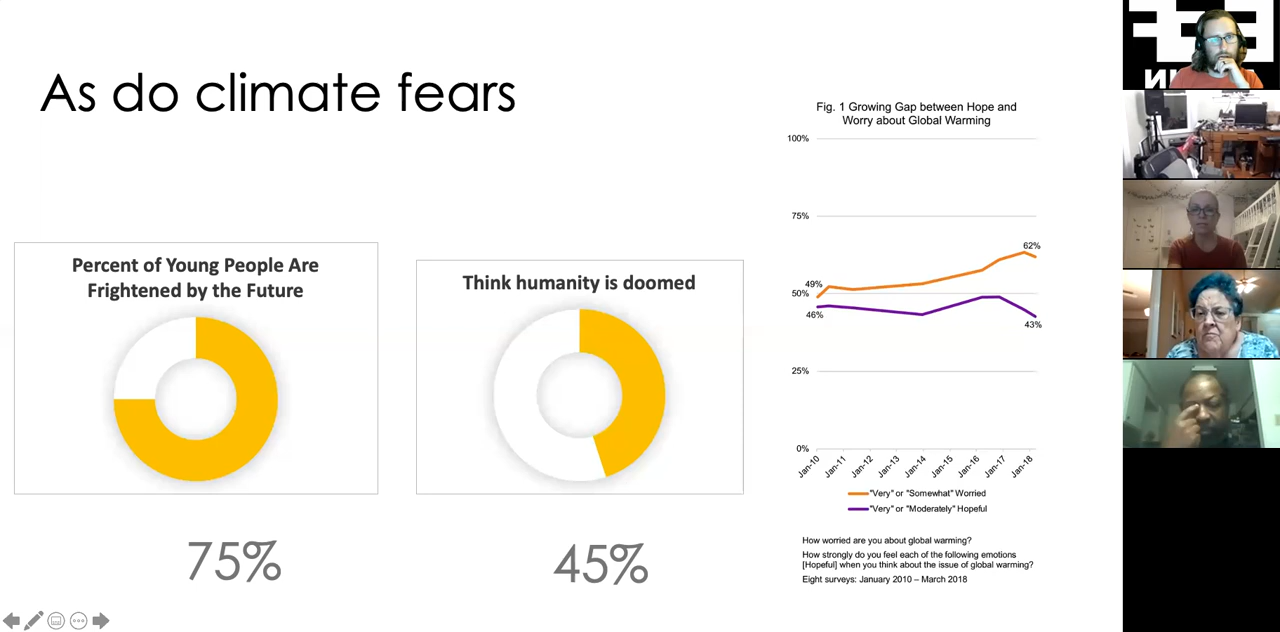 As do climate fears
Percent of Young People Are
Frightened by the Future
75%
Think humanity is doomed
45%
Fig. 1 Growing Gap between Hope and
Worry about Global Warming
100%
75%
50%
25%
0%
49%
46%
62%
43%
Jan-10
Jan-11
Jan-12
Jan-13
Jan-14
Jan-15
Jan-16
Jan-17
Jan-18
"Very" or "Somewhat" Worried
"Very" or "Moderately" Hopeful
How worried are you about global warming?
How strongly do you feel each of the following emotions
[Hopeful] when you think about the issue of global warming?
Eight surveys: January 2010 – March 2018